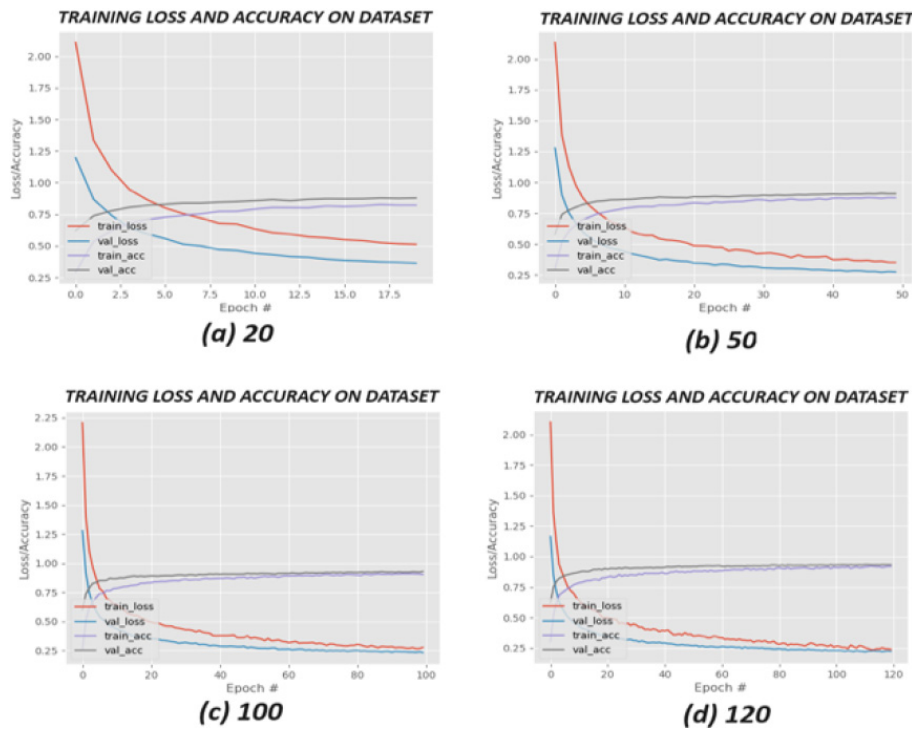 TRAINING LOSS AND ACCURACY ON DATASET
Loss/Accuracy
2.00
1.75
1.50
1.25
1.00
0.75
0.50
0.25
train_loss
val_loss
train_acc
val_acc
0.0 2.5 5.0 7.5 10.0 12.5 15.0 17.5
Epoch #
(a) 20
TRAINING LOSS AND ACCURACY ON DATASET
Loss/Accuracy
2.00
1.75
1.50
1.25
1.00
0.75
0.50
0.25
train_loss
val_loss
train_acc
val_acc
0 10 20 30 40 50
Epoch #
(b) 50
TRAINING LOSS AND ACCURACY ON DATASET
Loss/Accuracy
2.25
2.00
1.75
1.50
1.25
1.00
0.75
0.50
0.25
train_loss
val_loss
train_acc
val_acc
0 20 40 60 80 100
Epoch #
(c) 100
TRAINING LOSS AND ACCURACY ON DATASET
Loss/Accuracy
2.00
1.75
1.50
1.25
1.00
0.75
0.50
0.25
train_loss
val_loss
train_acc
val_acc
0 20 40 60 80 100 120
Epoch #
(d) 120